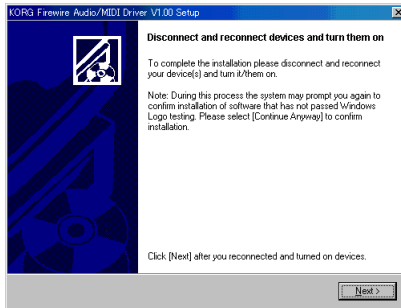 KORG Firewire Audio/MIDI Driver V1.00 Setup
Disconnect and reconnect devices and turn them on
To complete the installation please disconnect and reconnect
your device(s) and turn it/them on.
Note: During this process the system may prompt you again to
confirm installation of software that has not passed Windows
Logo testing. Please select [Continue Anyway] to confirm
installation.
Click [Next] after you reconnected and turned on devices.
Next >